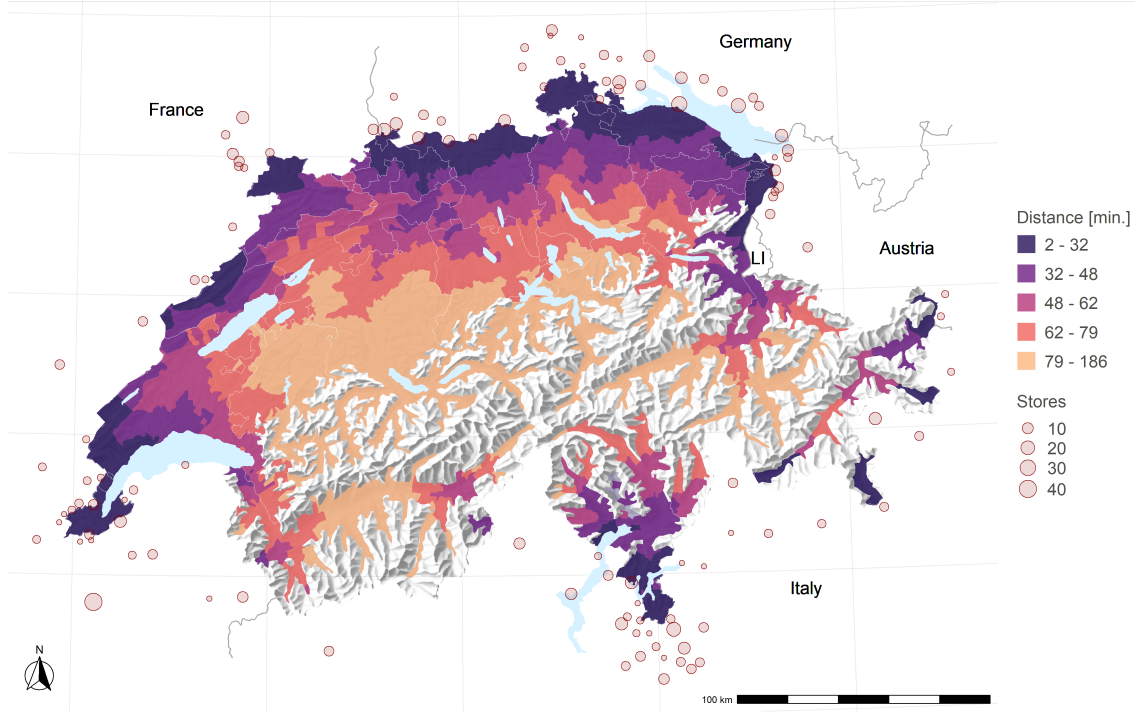 Germany
France
Distance [min.]
2 - 32
32 - 48
48 - 62
62 - 79
79 - 186
Austria
LI
Stores
10
20
30
40
Italy
N
100 km